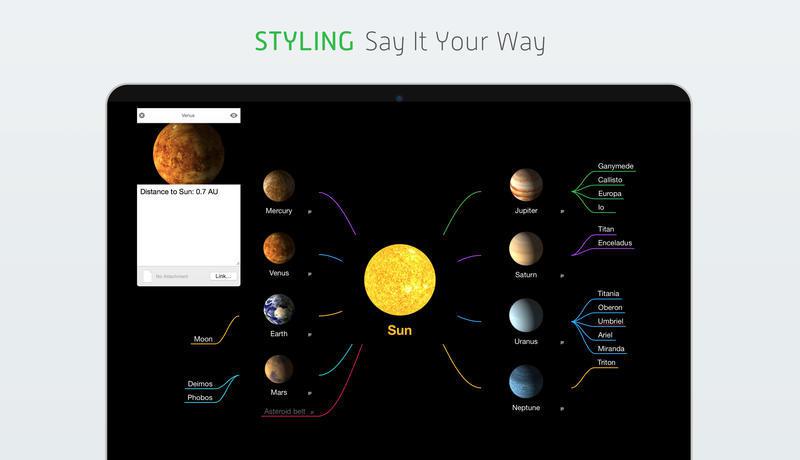 STYLING Say It Your Way
Venus
Distance to Sun: 0.7 AU
No Attachment
Link...
Mercury
Venus
Earth
Moon
Mars
Deimos
Phobos
Asteroid belt
Sun
Jupiter
Ganymede
Callisto
Europa
Io
Saturn
Titan
Enceladus
Uranus
Titania
Oberon
Umbriel
Ariel
Miranda
Neptune
Triton